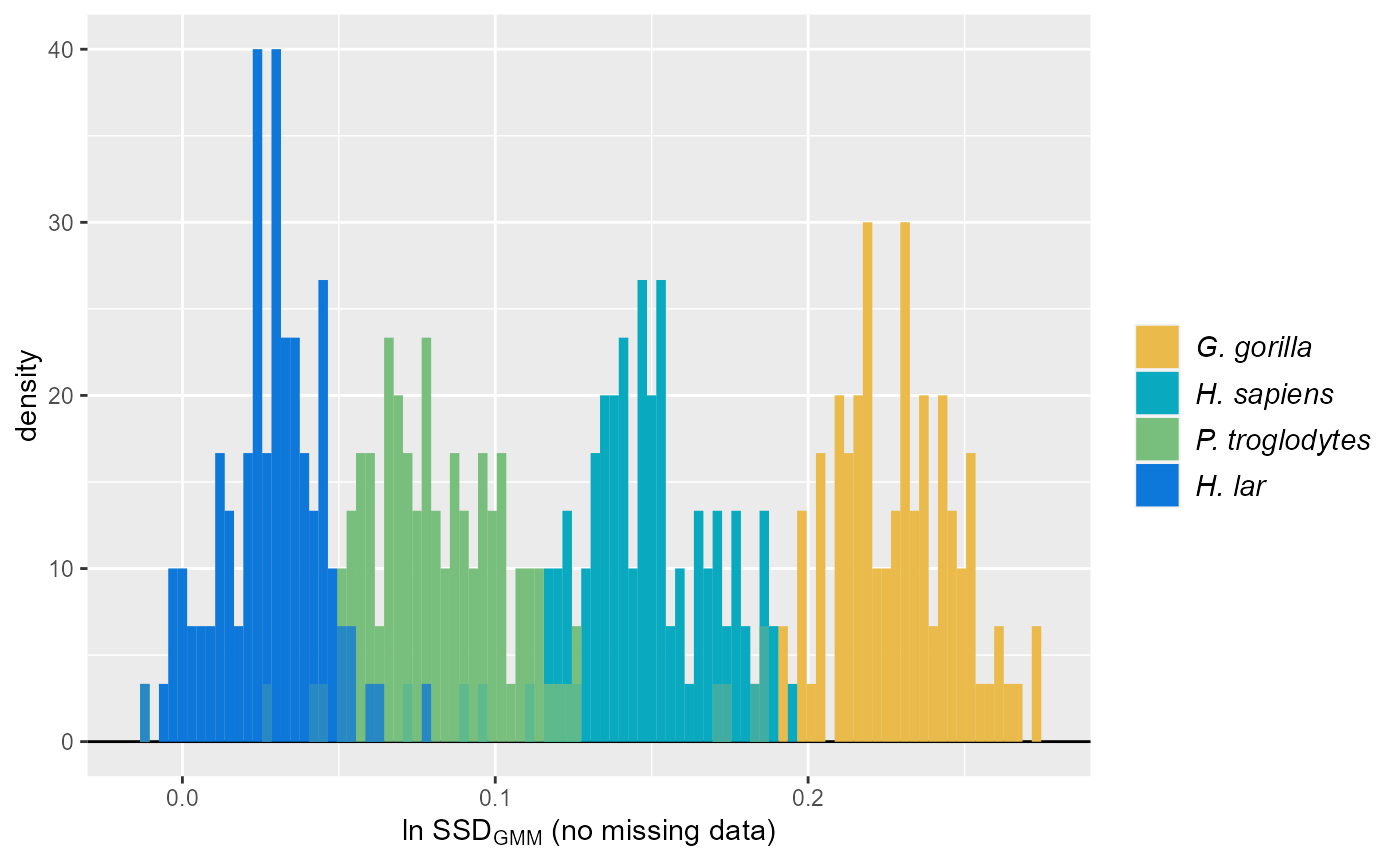 40
30
20
10
0
density
0.0
0.1
0.2
ln SSD_GMM (no missing data)
G. gorilla
H. sapiens
P. troglodytes
H. lar